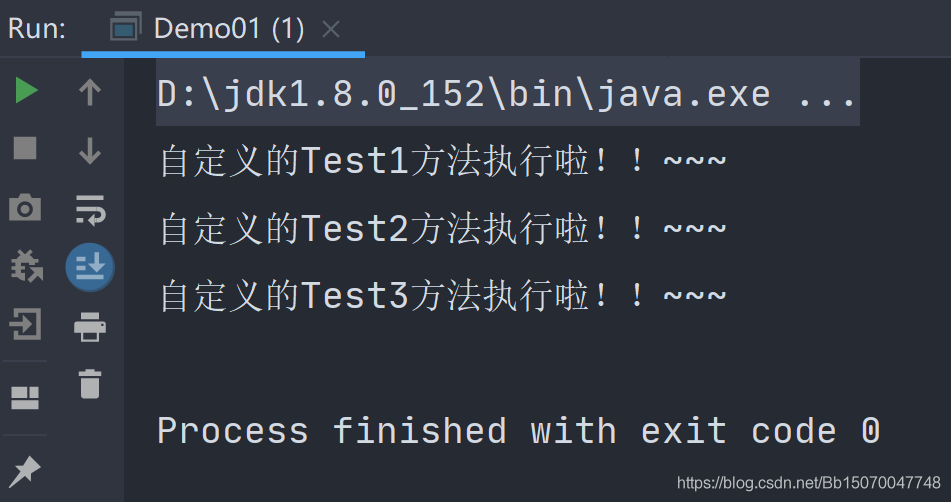 Run: Demo01 (1)
D:\jdk1.8.0_152\bin\java.exe ...
自定义的Test1方法执行啦！！~~~
自定义的Test2方法执行啦！！~~~
自定义的Test3方法执行啦！！~~~
Process finished with exit code 0
https://blog.csdn.net/Bb15070047748